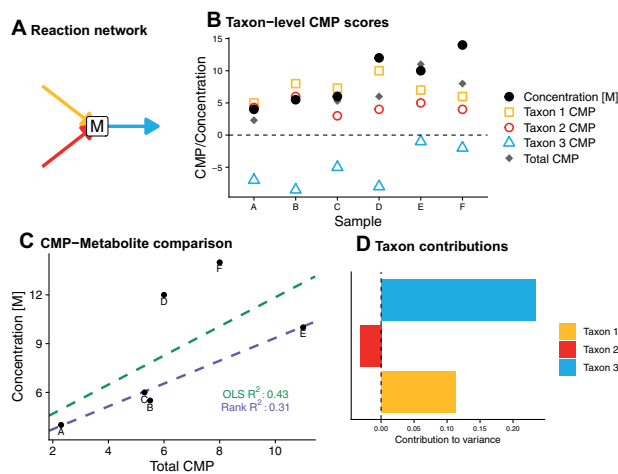 A Reaction network
M
B Taxon−level CMP scores
CMP/Concentration
15
10
5
0
−5
A B C D E F
Sample
Concentration [M]
Taxon 1 CMP
Taxon 2 CMP
Taxon 3 CMP
Total CMP
C CMP−Metabolite comparison
Concentration [M]
12
9
6
F
D
E
C
B
A
OLS R²: 0.43
Rank R²: 0.31
2 4 6 8 10
Total CMP
D Taxon contributions
0.00 0.05 0.10 0.15 0.20
Contribution to variance
Taxon 1
Taxon 2
Taxon 3